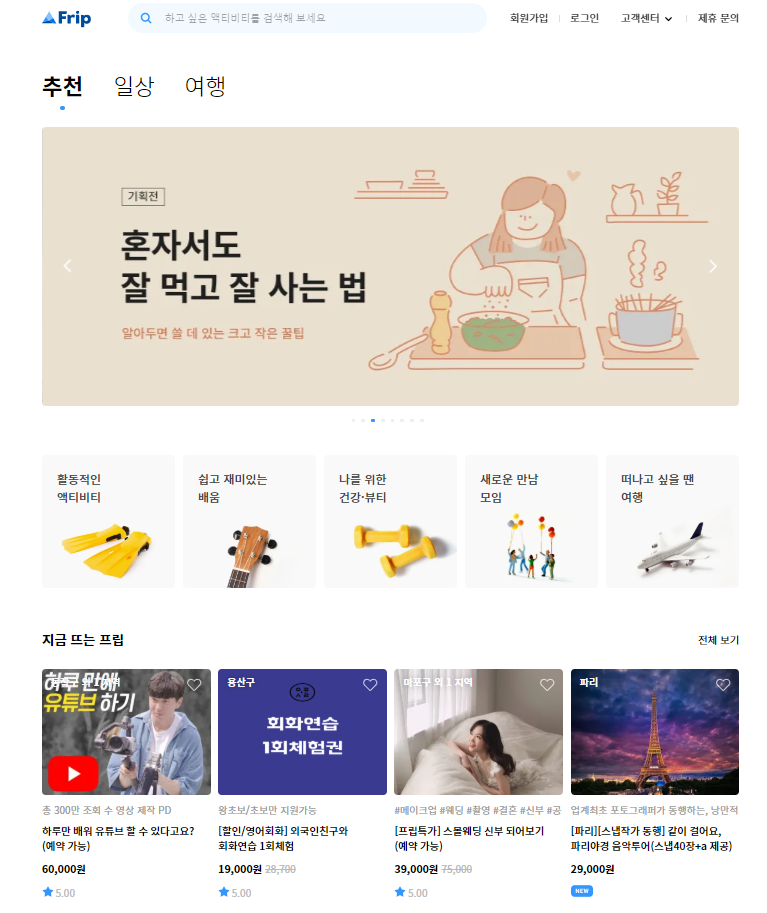 Frip
하고 싶은 액티비티를 검색해 보세요
회원가입
로그인
고객센터
제휴 문의
추천
일상
여행
기획전
혼자서도
잘 먹고 잘 사는 법
알아두면 쓸 데 있는 크고 작은 꿀팁
활동적인
액티비티
쉽고 재미있는
배움
나를 위한
건강·뷰티
새로운 만남
모임
떠나고 싶을 땐
여행
지금 뜨는 프립
전체 보기
하루 만에
유튜브 하기
총 300만 조회 수 영상 제작 PD
하루만 배워 유튜브 할 수 있다고요?
(예약 가능)
60,000원
5.00
용산구
회화연습
1회체험권
왕초보/초보만 지원가능
[할인/영어회화] 외국인친구와
회화연습 1회체험
19,000원 28,700
5.00
마포구 외 1 지역
#메이크업 #웨딩 #촬영 #결혼 #신부 #공
[프립특가] 스몰웨딩 신부 되어보기
(예약 가능)
39,000원 75,000
5.00
파리
업계최초 포토그래퍼가 동행하는, 낭만적
[파리][스냅작가 동행] 같이 걸어요,
파리야경 음악투어(스냅40장+a 제공)
29,000원
NEW